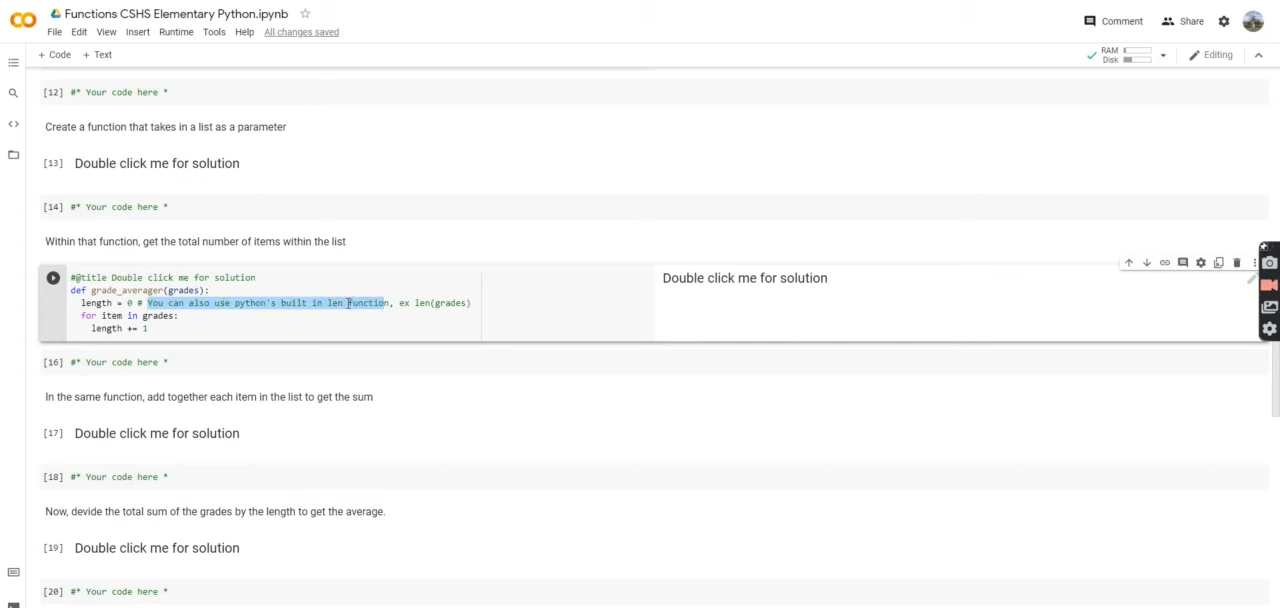 Functions CSHS Elementary Python.ipynb
File Edit View Insert Runtime Tools Help All changes saved
Comment Share
+ Code + Text
RAM
Disk
Editing
[12] #* Your code here *
Create a function that takes in a list as a parameter
[13] Double click me for solution
[14] #* Your code here *
Within that function, get the total number of items within the list
#@title Double click me for solution
def grade_averager(grades):
length = 0 # You can also use python's built in len function, ex len(grades)
for item in grades:
length += 1
Double click me for solution
[16] #* Your code here *
In the same function, add together each item in the list to get the sum
[17] Double click me for solution
[18] #* Your code here *
Now, devide the total sum of the grades by the length to get the average.
[19] Double click me for solution
[20] #* Your code here *